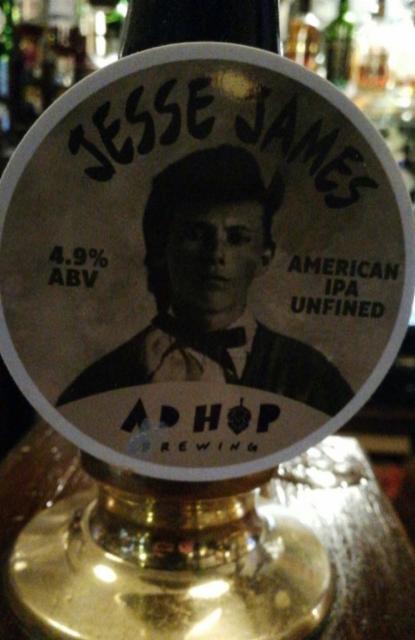 JESSE JAMES
4.9%
ABV
AMERICAN
IPA
UNFINED
AD HOP
BREWING